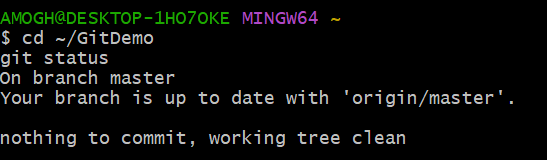 AMOGH@DESKTOP-1HO7OKE MINGW64 ~
$ cd ~/GitDemo
git status
On branch master
Your branch is up to date with 'origin/master'.
nothing to commit, working tree clean